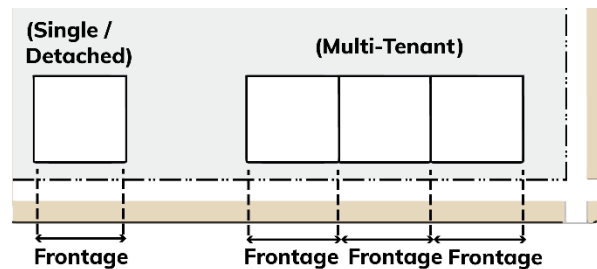 (Single /
Detached)
(Multi-Tenant)
Frontage
Frontage
Frontage
Frontage